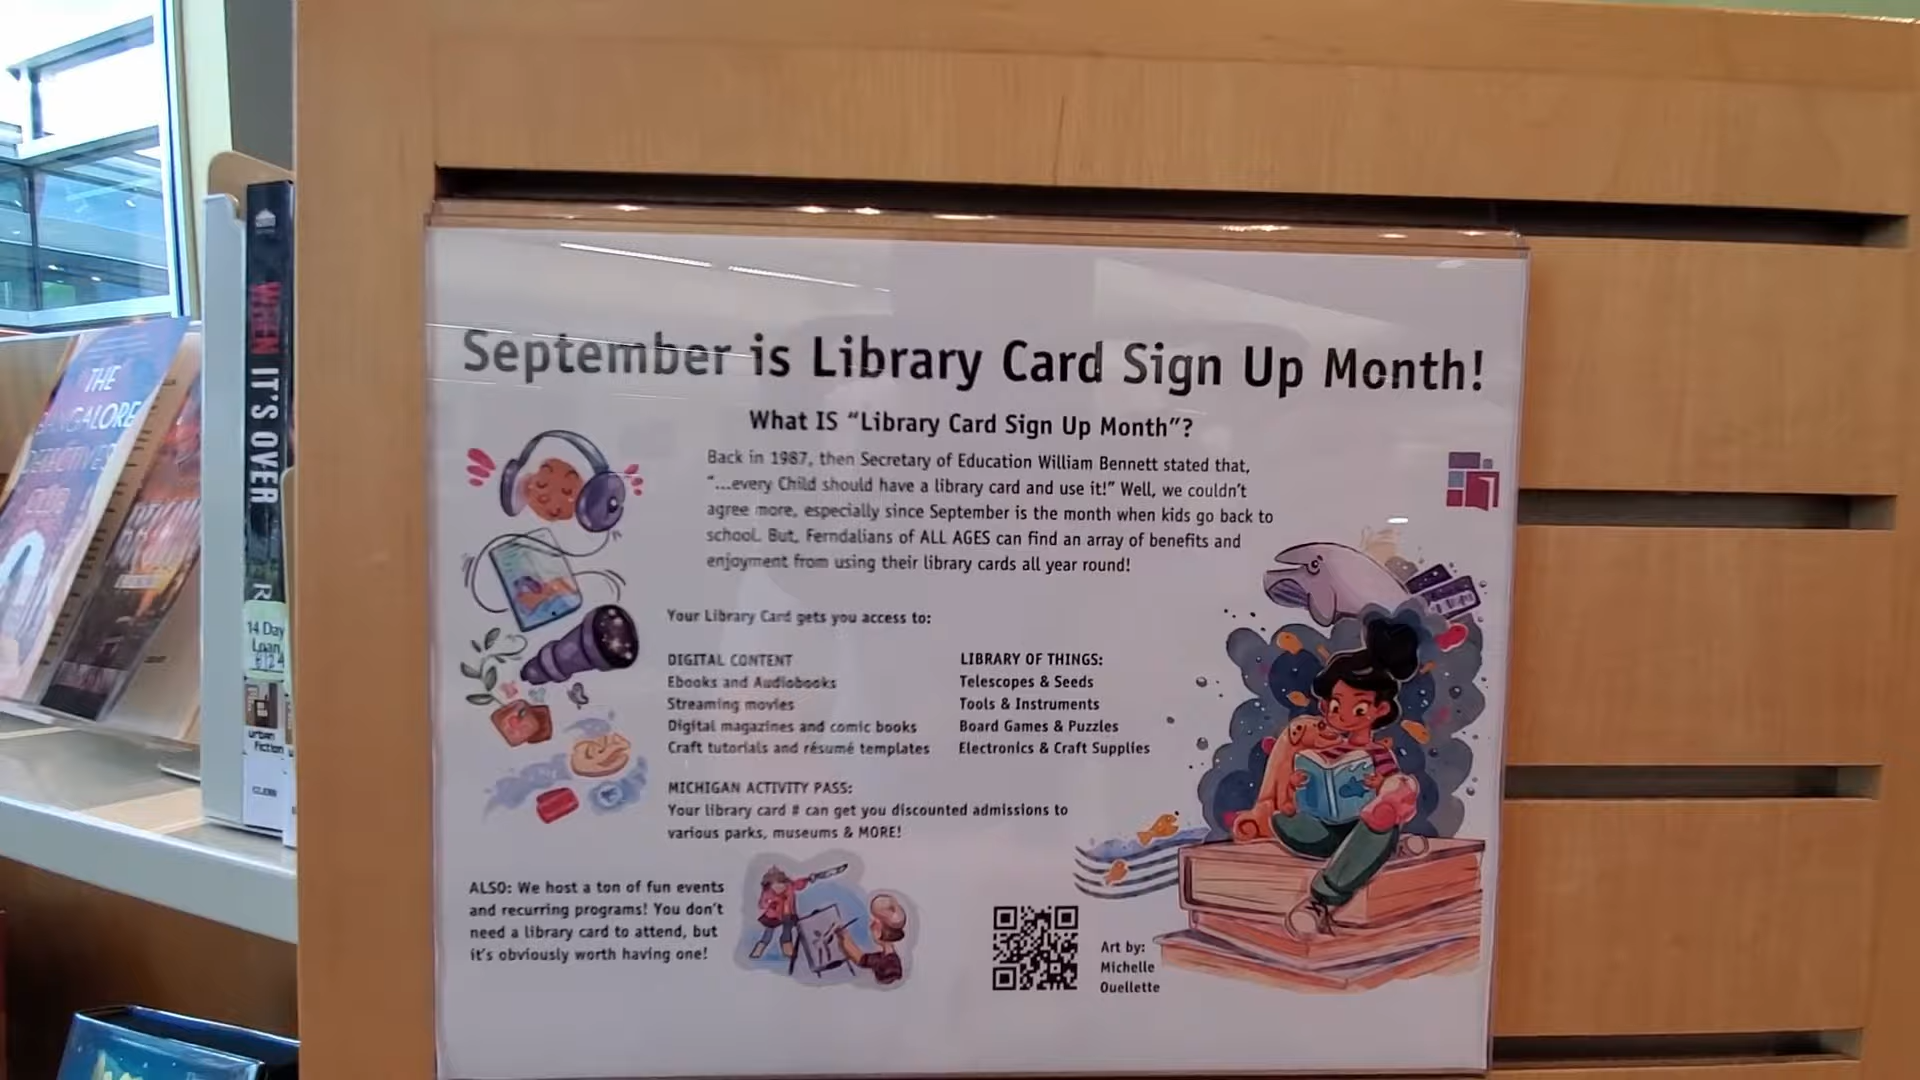 September is Library Card Sign Up Month!
What IS “Library Card Sign Up Month”?
Back in 1987, then Secretary of Education William Bennett stated that,
“...every Child should have a library card and use it!” Well, we couldn't
agree more, especially since September is the month when kids go back to
school. But, Ferndalians of ALL AGES can find an array of benefits and
enjoyment from using their library cards all year round!
Your Library Card gets you access to:
DIGITAL CONTENT
Ebooks and Audiobooks
Streaming movies
Digital magazines and comic books
Craft tutorials and résumé templates
LIBRARY OF THINGS:
Telescopes & Seeds
Tools & Instruments
Board Games & Puzzles
Electronics & Craft Supplies
MICHIGAN ACTIVITY PASS:
Your library card # can get you discounted admissions to
various parks, museums & MORE!
ALSO: We host a ton of fun events
and recurring programs! You don't
need a library card to attend, but
it's obviously worth having one!
Art by:
Michelle
Ouellette
WHEN IT'S OVER
14 Day
Loan
urban
fiction
THE
BANGALORE
DETECTIVES
CLUB